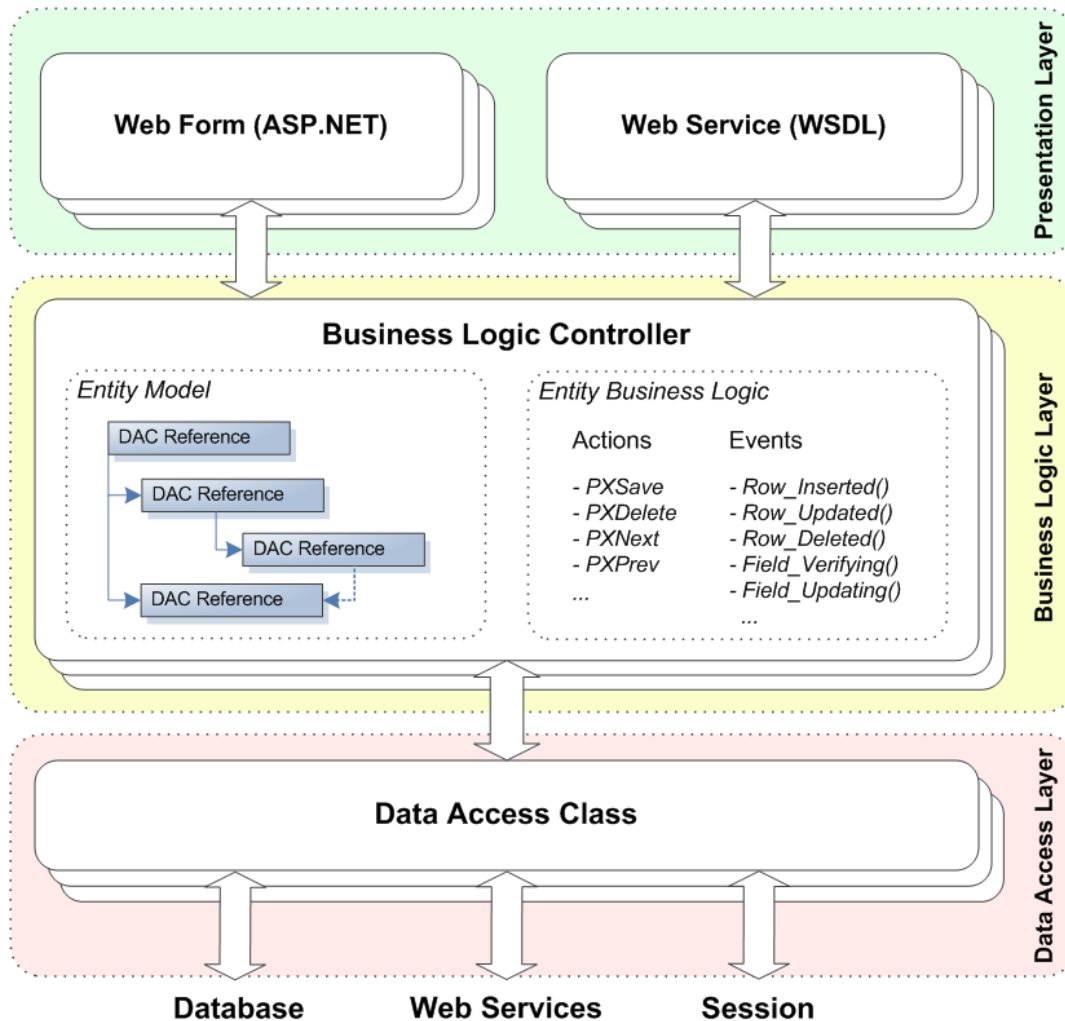 Presentation Layer
Web Form (ASP.NET)
Web Service (WSDL)
Business Logic Layer
Business Logic Controller
Entity Model
DAC Reference
DAC Reference
DAC Reference
DAC Reference
Entity Business Logic
Actions
- PXSave
- PXDelete
- PXNext
- PXPrev
...
Events
- Row_Inserted()
- Row_Updated()
- Row_Deleted()
- Field_Verifying()
- Field_Updating()
...
Data Access Layer
Data Access Class
Database
Web Services
Session